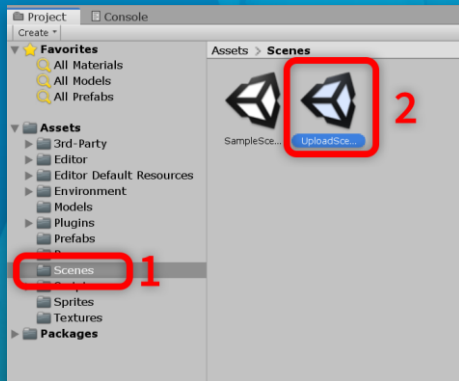 Project
Console
Create
Favorites
All Materials
All Models
All Prefabs
Assets
3rd-Party
Editor
Editor Default Resources
Environment
Models
Plugins
Prefabs
Scenes
Sprites
Textures
Packages
1
Assets > Scenes
SampleSce...
UploadSce...
2